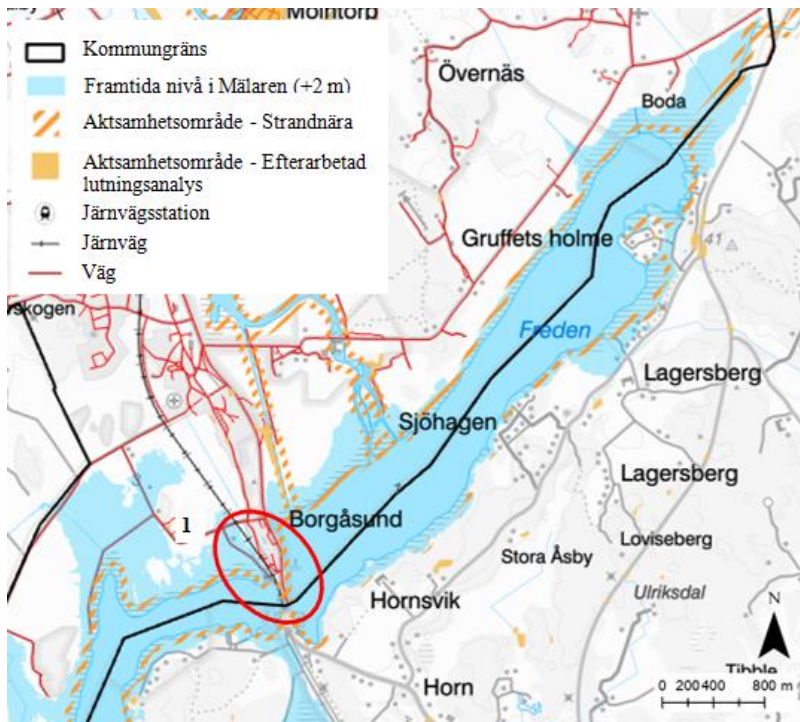 Molntorp
Kommungräns
Framtida nivå i Mälaren (+2 m)
Aktsamhetsområde - Strandnära
Aktsamhetsområde - Efterarbetad
lutningsanalys
Järnvägsstation
Järnväg
Väg
Övernäs
Boda
Gruffets holme
41
skogen
Freden
Lagersberg
Sjöhagen
Lagersberg
1
Borgåsund
Loviseberg
Stora Åsby
Hornsvik
Ulriksdal
N
Horn
Tibble
0 200400 800 m